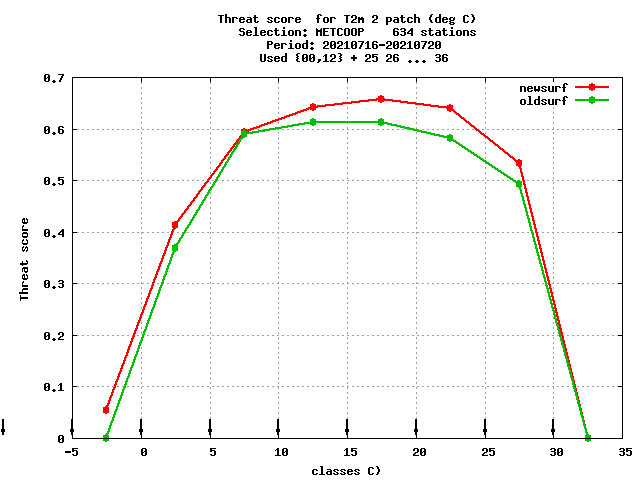 Threat score  for T2m 2 patch (deg C)
Selection: METCOOP    634 stations
Period: 20210716-20210720
Used {00,12} + 25 26 ... 36
newsurf
oldsurf
Threat score
0.7
0.6
0.5
0.4
0.3
0.2
0.1
0
-5 0 5 10 15 20 25 30 35
classes C)